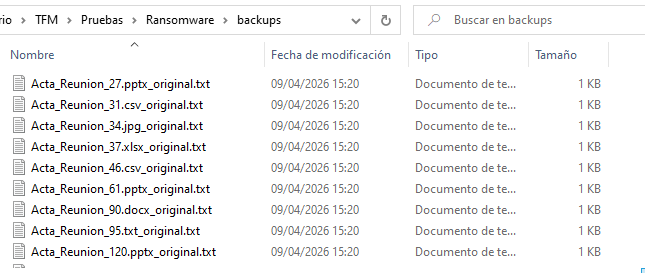 rio > TFM > Pruebas > Ransomware > backups
Buscar en backups
Nombre Fecha de modificación Tipo Tamaño
Acta_Reunion_27.pptx_original.txt 09/04/2026 15:20 Documento de te... 1 KB
Acta_Reunion_31.csv_original.txt 09/04/2026 15:20 Documento de te... 1 KB
Acta_Reunion_34.jpg_original.txt 09/04/2026 15:20 Documento de te... 1 KB
Acta_Reunion_37.xlsx_original.txt 09/04/2026 15:20 Documento de te... 1 KB
Acta_Reunion_46.csv_original.txt 09/04/2026 15:20 Documento de te... 1 KB
Acta_Reunion_61.pptx_original.txt 09/04/2026 15:20 Documento de te... 1 KB
Acta_Reunion_90.docx_original.txt 09/04/2026 15:20 Documento de te... 1 KB
Acta_Reunion_95.txt_original.txt 09/04/2026 15:20 Documento de te... 1 KB
Acta_Reunion_120.pptx_original.txt 09/04/2026 15:20 Documento de te... 1 KB